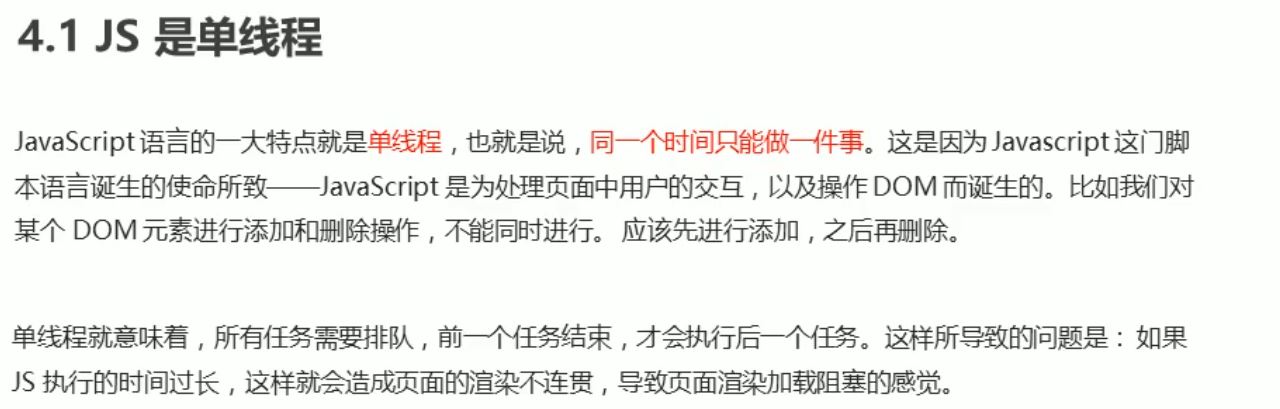 4.1 JS 是单线程
JavaScript 语言的一大特点就是单线程，也就是说，同一个时间只能做一件事。这是因为 Javascript 这门脚
本语言诞生的使命所致——JavaScript 是为处理页面中用户的交互，以及操作 DOM 而诞生的。比如我们对
某个 DOM 元素进行添加和删除操作，不能同时进行。 应该先进行添加，之后再删除。
单线程就意味着，所有任务需要排队，前一个任务结束，才会执行后一个任务。这样所导致的问题是： 如果
JS 执行的时间过长，这样就会造成页面的渲染不连贯，导致页面渲染加载阻塞的感觉。